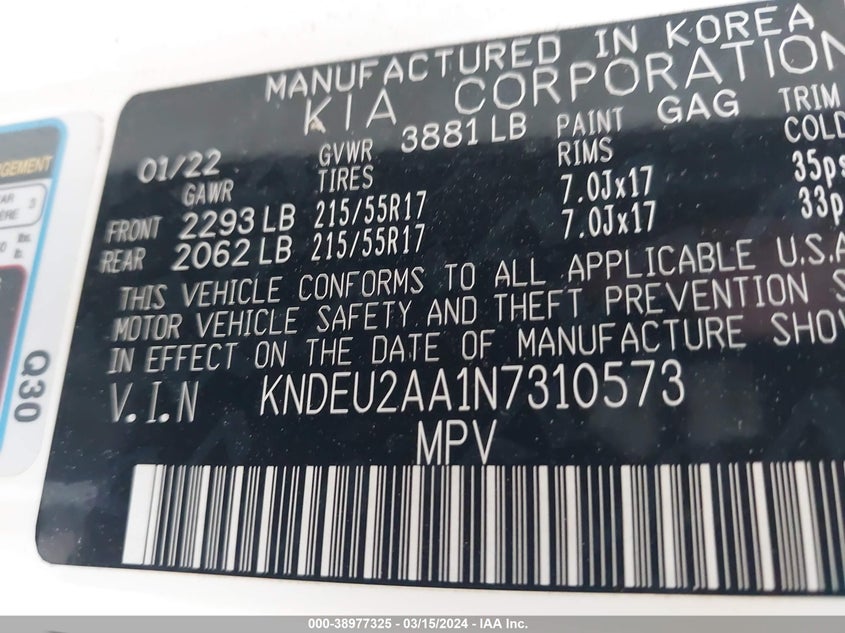 MANUFACTURED IN KOREA
KIA CORPORATION
01/22 GVWR 3881 LB PAINT GAG TRIM
GAWR TIRES RIMS COLD
FRONT 2293 LB 215/55R17 7.0Jx17 35ps
REAR 2062 LB 215/55R17 7.0Jx17 33p
THIS VEHICLE CONFORMS TO ALL APPLICABLE U.S.A
MOTOR VEHICLE SAFETY AND THEFT PREVENTION S
IN EFFECT ON THE DATE OF MANUFACTURE SHOW
V.I.N KNDEU2AA1N7310573
MPV
Q30
000-38977325 - 03/15/2024 - IAA Inc.